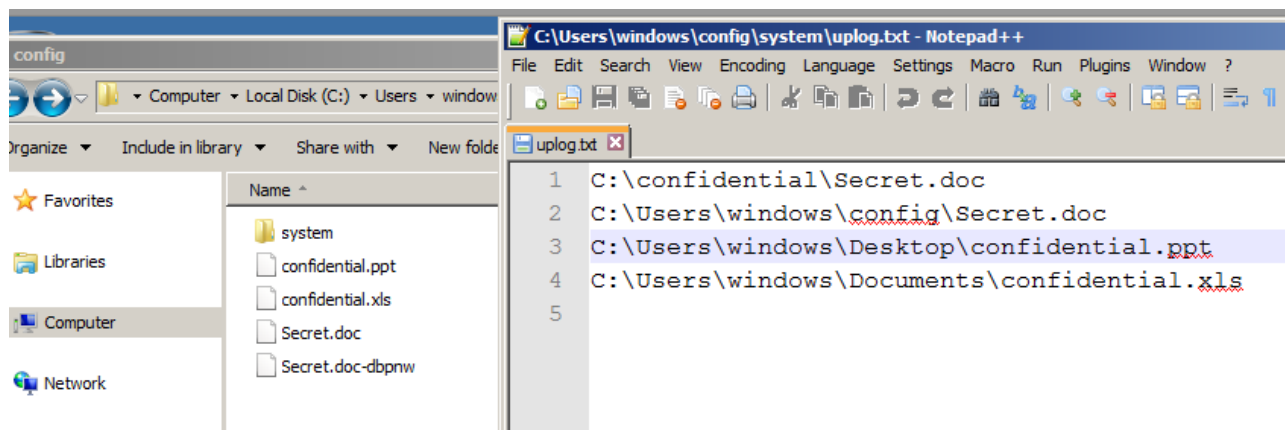 config
Computer Local Disk (C:) Users window
Organize Include in library Share with New folde
Favorites
Libraries
Computer
Network
Name
system
confidential.ppt
confidential.xls
Secret.doc
Secret.doc-dbpnw
C:\Users\windows\config\system\uplog.txt - Notepad++
File Edit Search View Encoding Language Settings Macro Run Plugins Window ?
uplog.txt
1 C:\confidential\Secret.doc
2 C:\Users\windows\config\Secret.doc
3 C:\Users\windows\Desktop\confidential.ppt
4 C:\Users\windows\Documents\confidential.xls
5